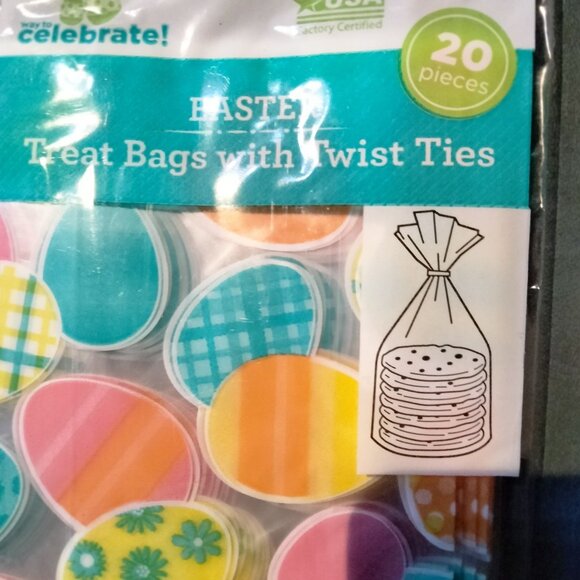 way to
celebrate!
USA
Factory Certified
20
pieces
EASTER
Treat Bags with Twist Ties